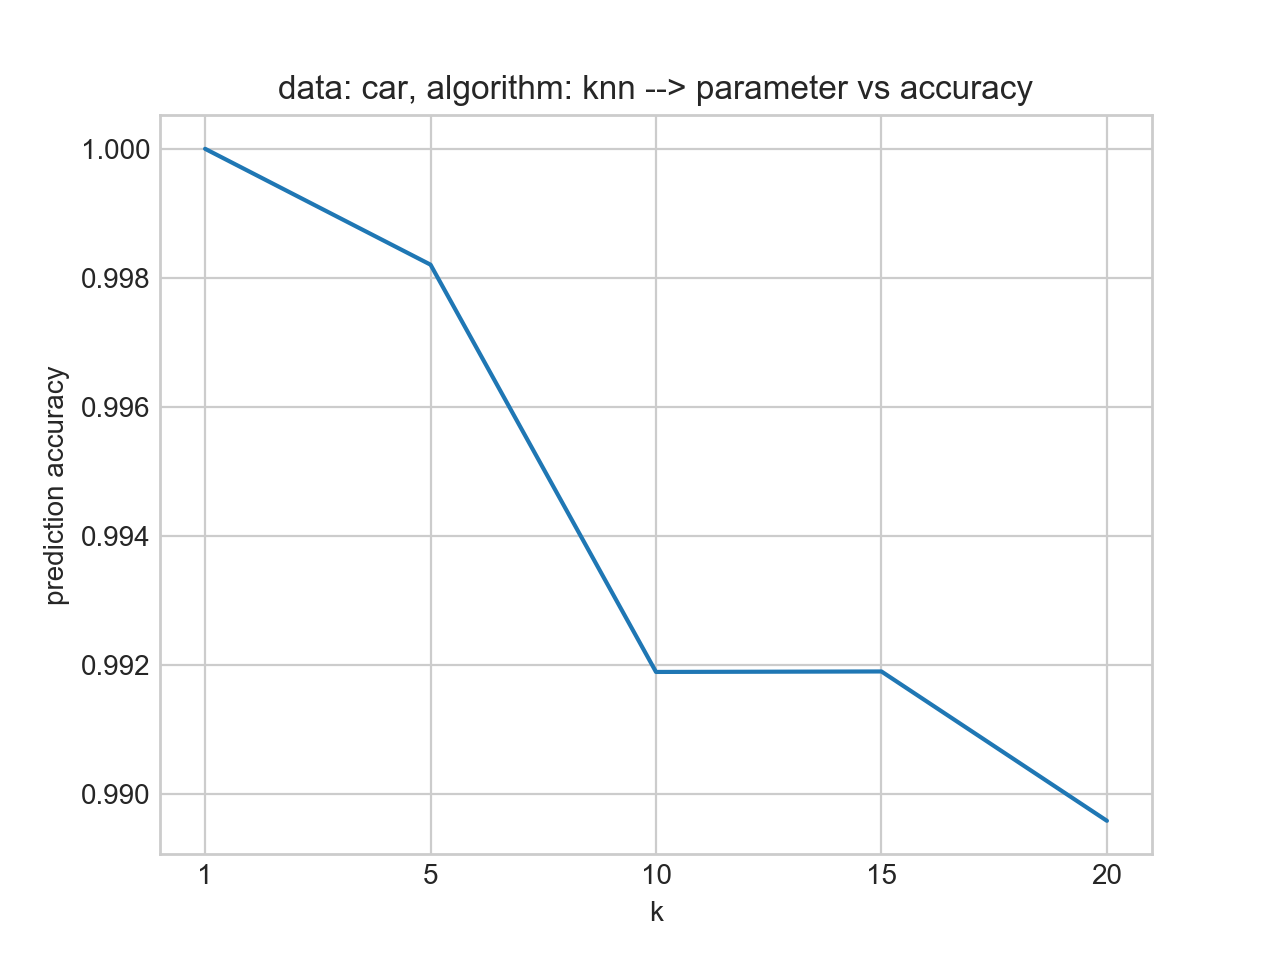 data: car, algorithm: knn --> parameter vs accuracy
1.000
0.998
0.996
0.994
0.992
0.990
prediction accuracy
1 5 10 15 20
k